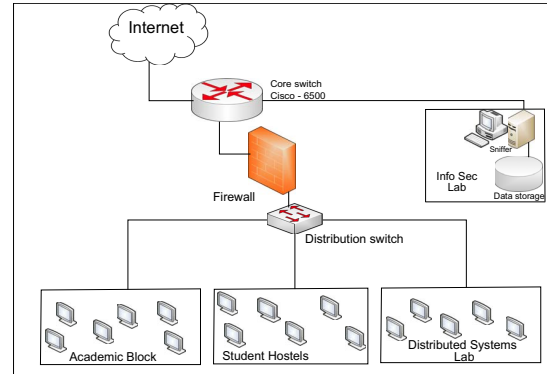 Internet
Core switch
Cisco - 6500
Sniffer
Info Sec
Lab
Data storage
Firewall
Distribution switch
Academic Block
Student Hostels
Distributed Systems
Lab